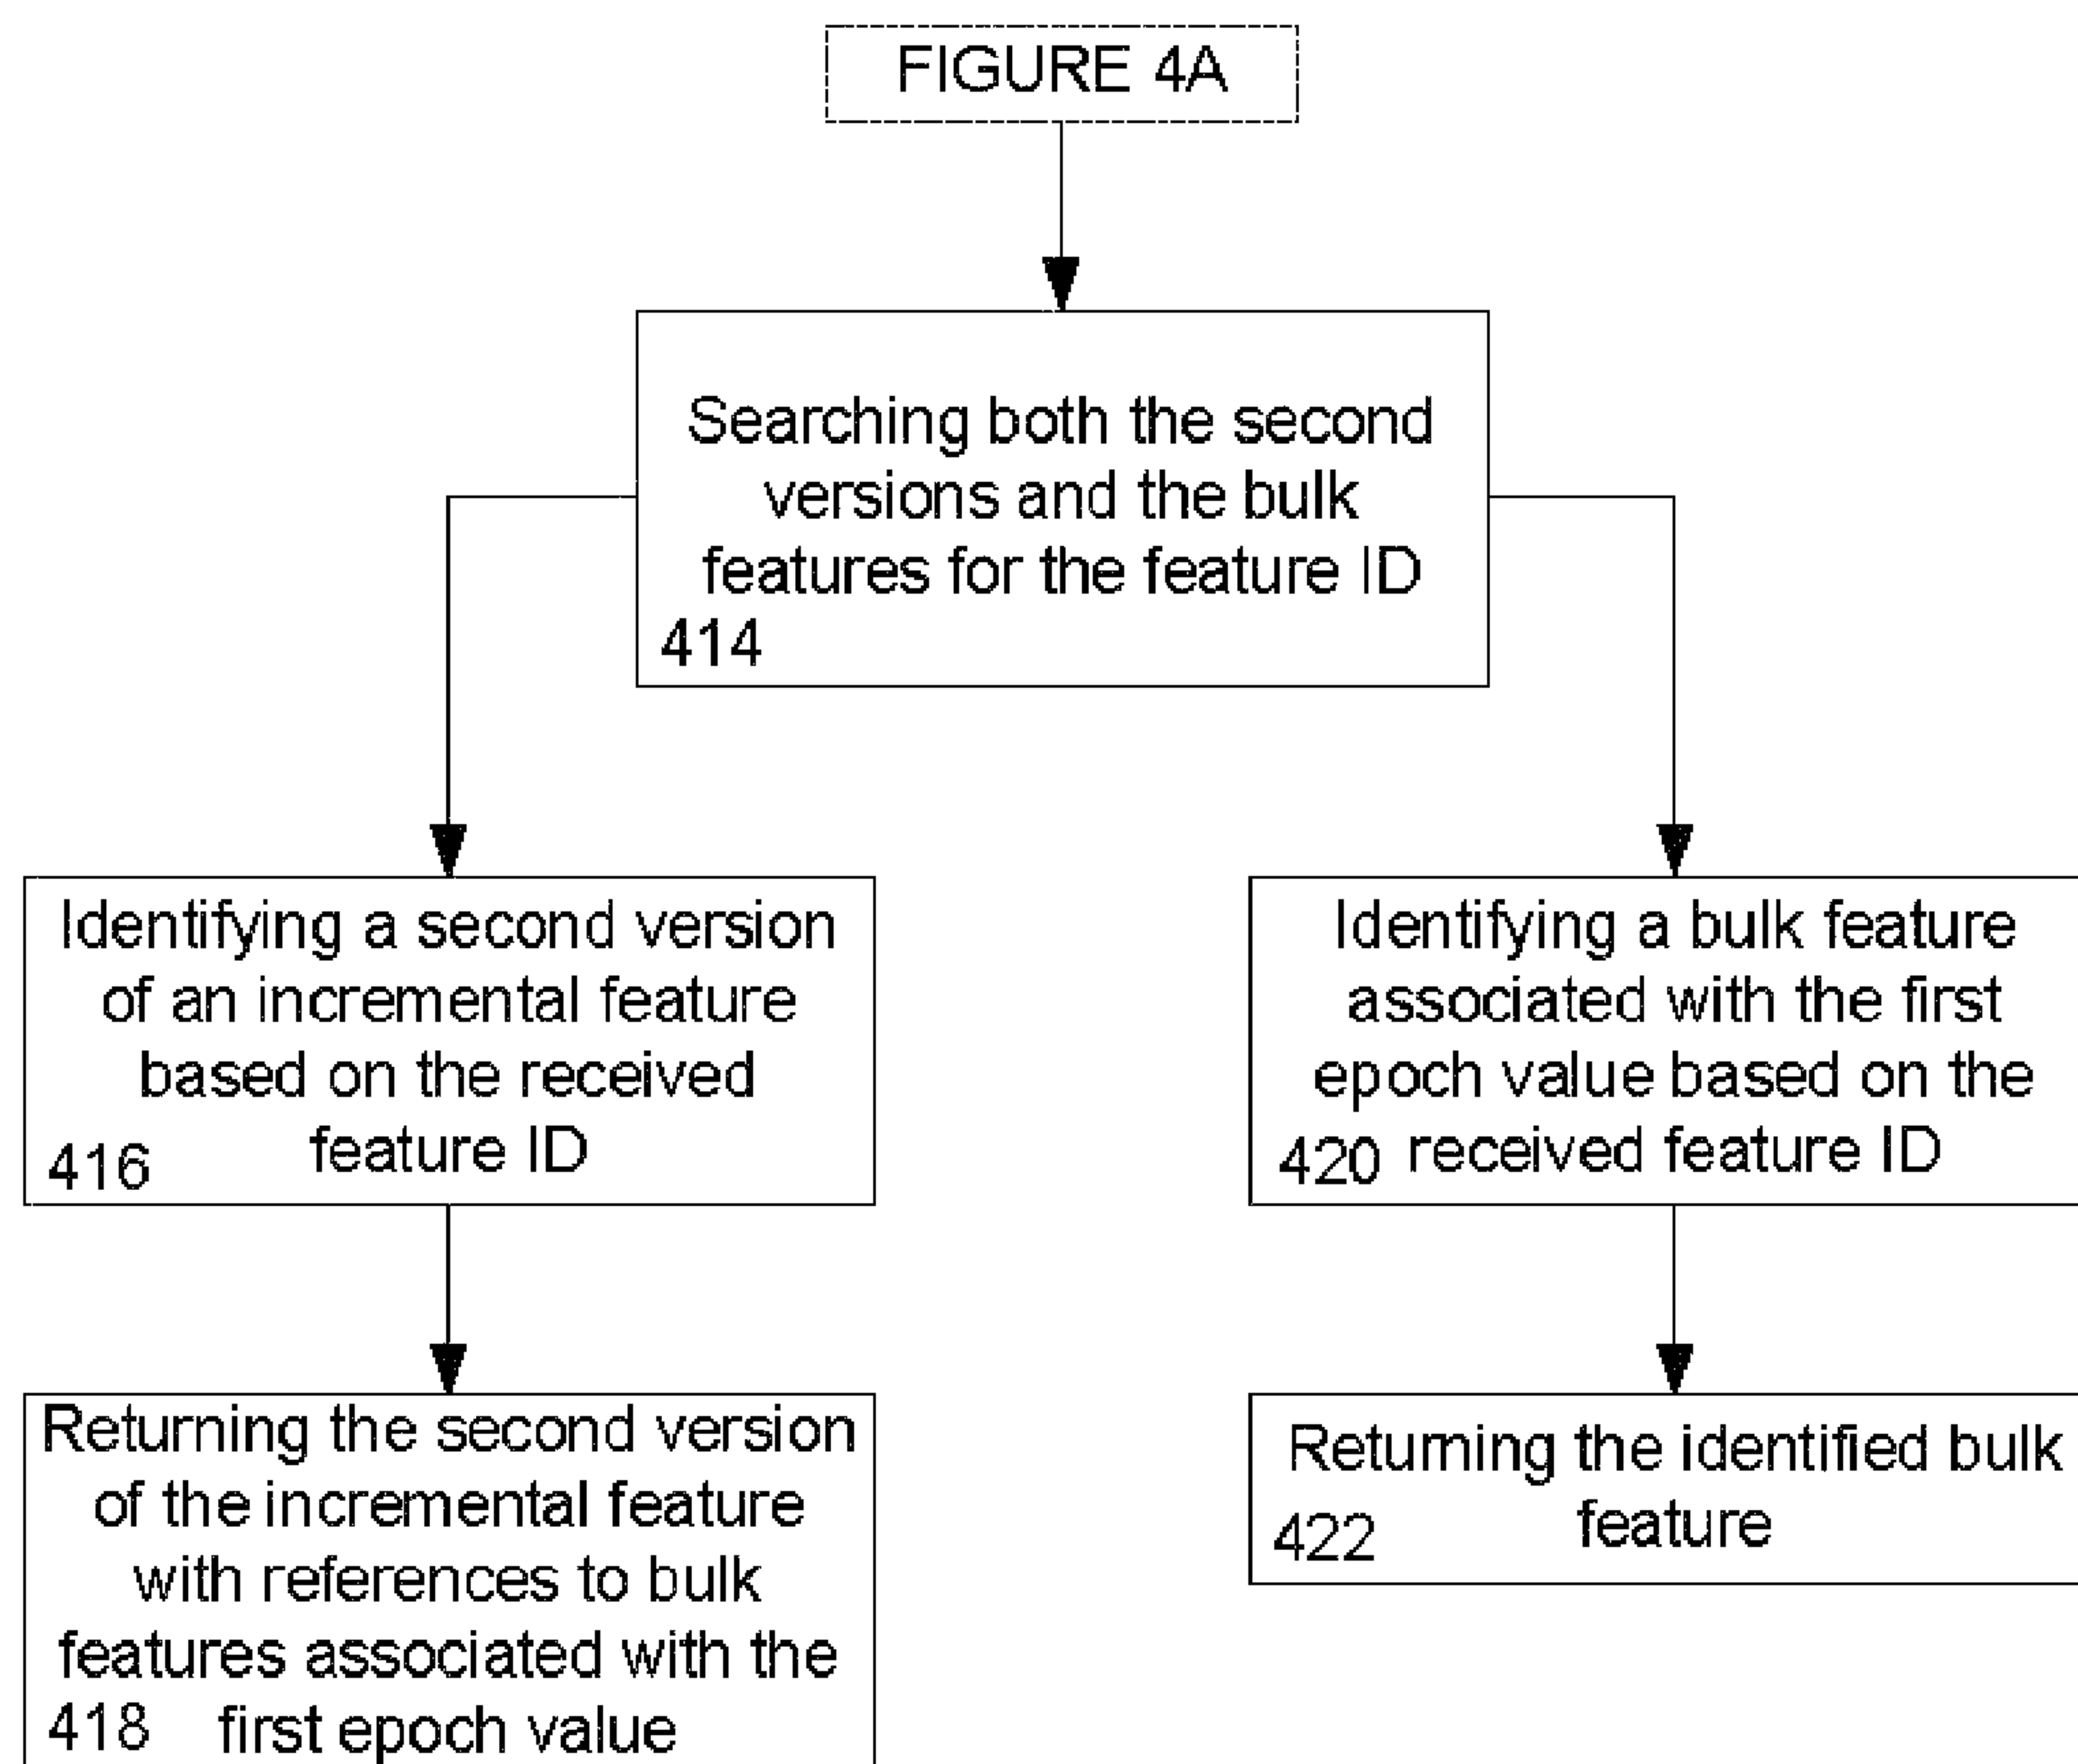 FIGURE 4A
Searching both the second
versions and the bulk
features for the feature ID
414
Identifying a second version
of an incremental feature
based on the received
feature ID
416
Identifying a bulk feature
associated with the first
epoch value based on the
received feature ID
420
Returning the second version
of the incremental feature
with references to bulk
features associated with the
first epoch value
418
Returning the identified bulk
feature
422